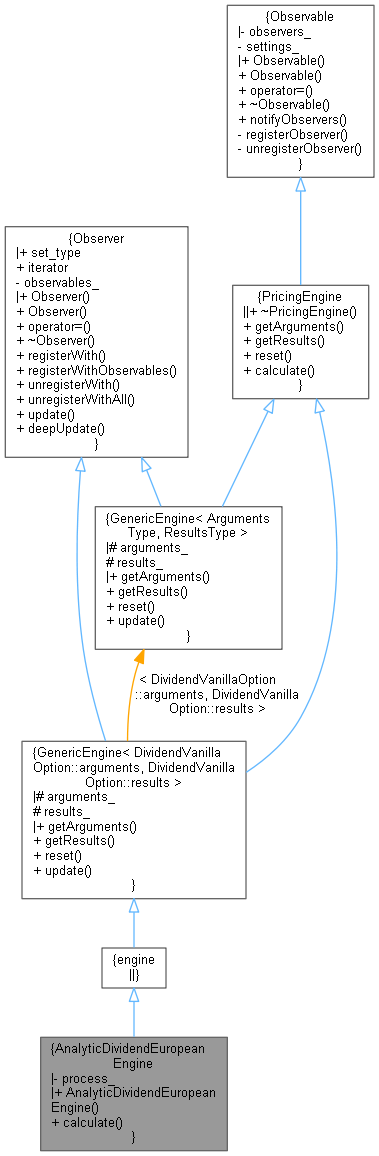 {Observable
|- observers_
- settings_
|+ Observable()
+ Observable()
+ operator=()
+ ~Observable()
+ notifyObservers()
- registerObserver()
- unregisterObserver()
}
{Observer
|+ set_type
+ iterator
- observables_
|+ Observer()
+ Observer()
+ operator=()
+ ~Observer()
+ registerWith()
+ registerWithObservables()
+ unregisterWith()
+ unregisterWithAll()
+ update()
+ deepUpdate()
}
{PricingEngine
||+ ~PricingEngine()
+ getArguments()
+ getResults()
+ reset()
+ calculate()
}
{GenericEngine< Arguments
Type, ResultsType >
|# arguments_
# results_
|+ getArguments()
+ getResults()
+ reset()
+ update()
}
< DividendVanillaOption
::arguments, DividendVanilla
Option::results >
{GenericEngine< DividendVanilla
Option::arguments, DividendVanilla
Option::results >
|# arguments_
# results_
|+ getArguments()
+ getResults()
+ reset()
+ update()
}
{engine
||}
{AnalyticDividendEuropean
Engine
|- process_
|+ AnalyticDividendEuropean
Engine()
+ calculate()
}